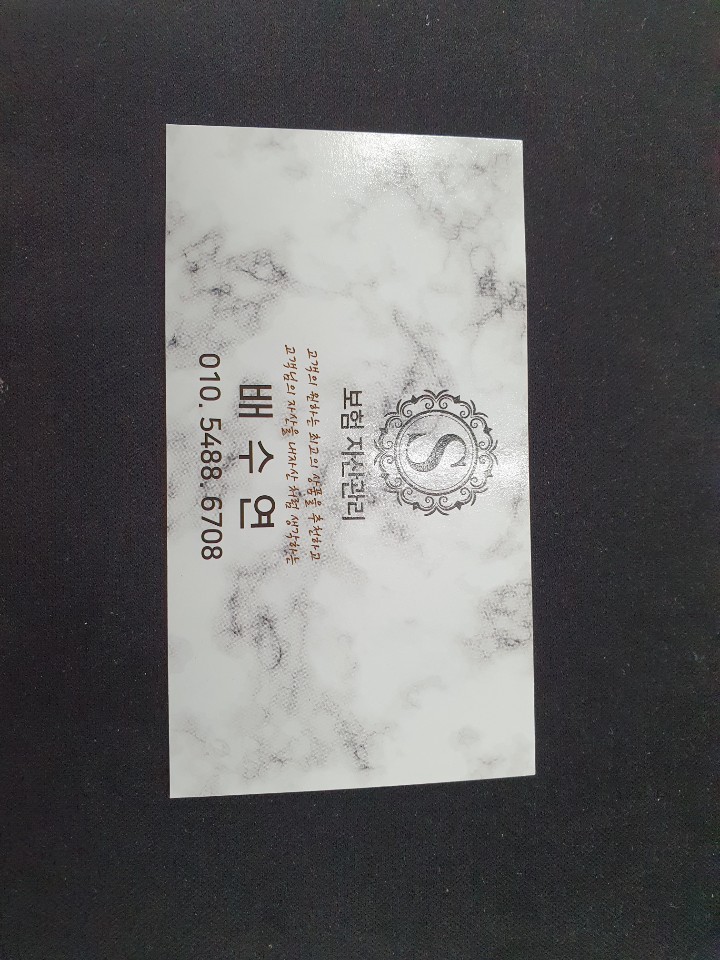 S
보험 자산관리
고객의 원하는 최고의 상품을 추천하고
고객님의 자산을 내자산 처럼 생각하는
배수연
010. 5488. 6708